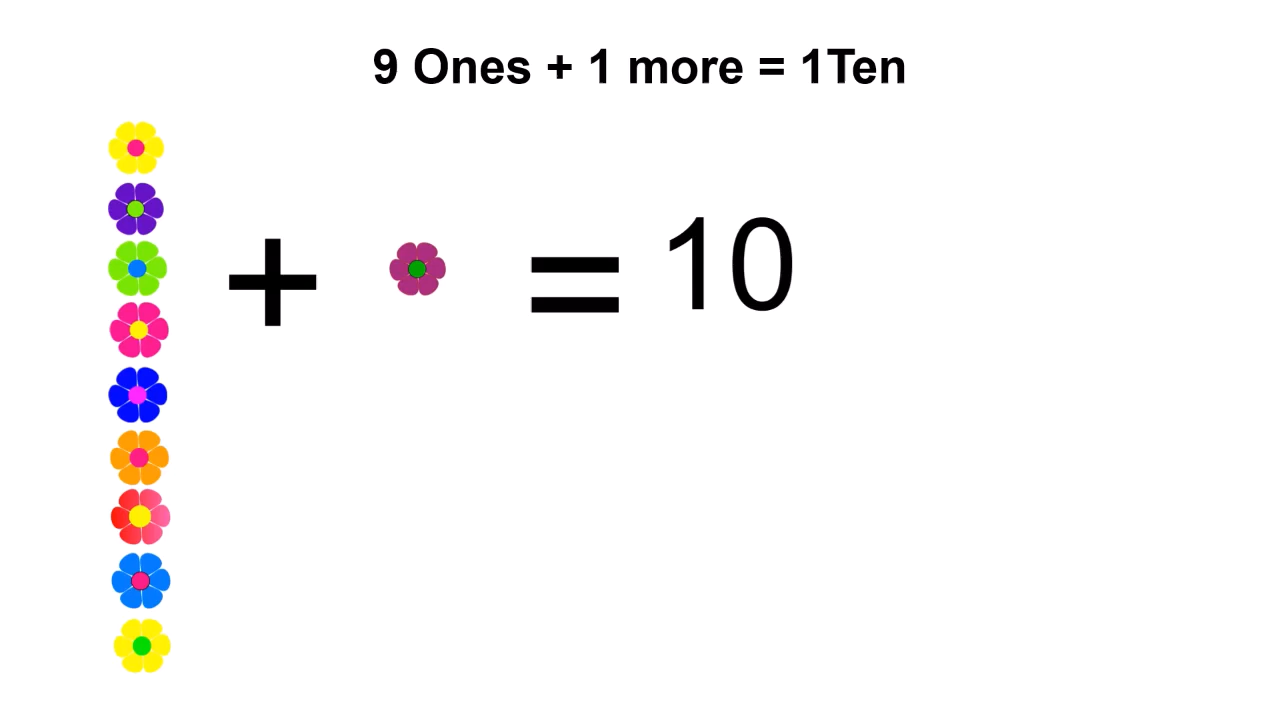 9 Ones + 1 more = 1Ten
+ = 10